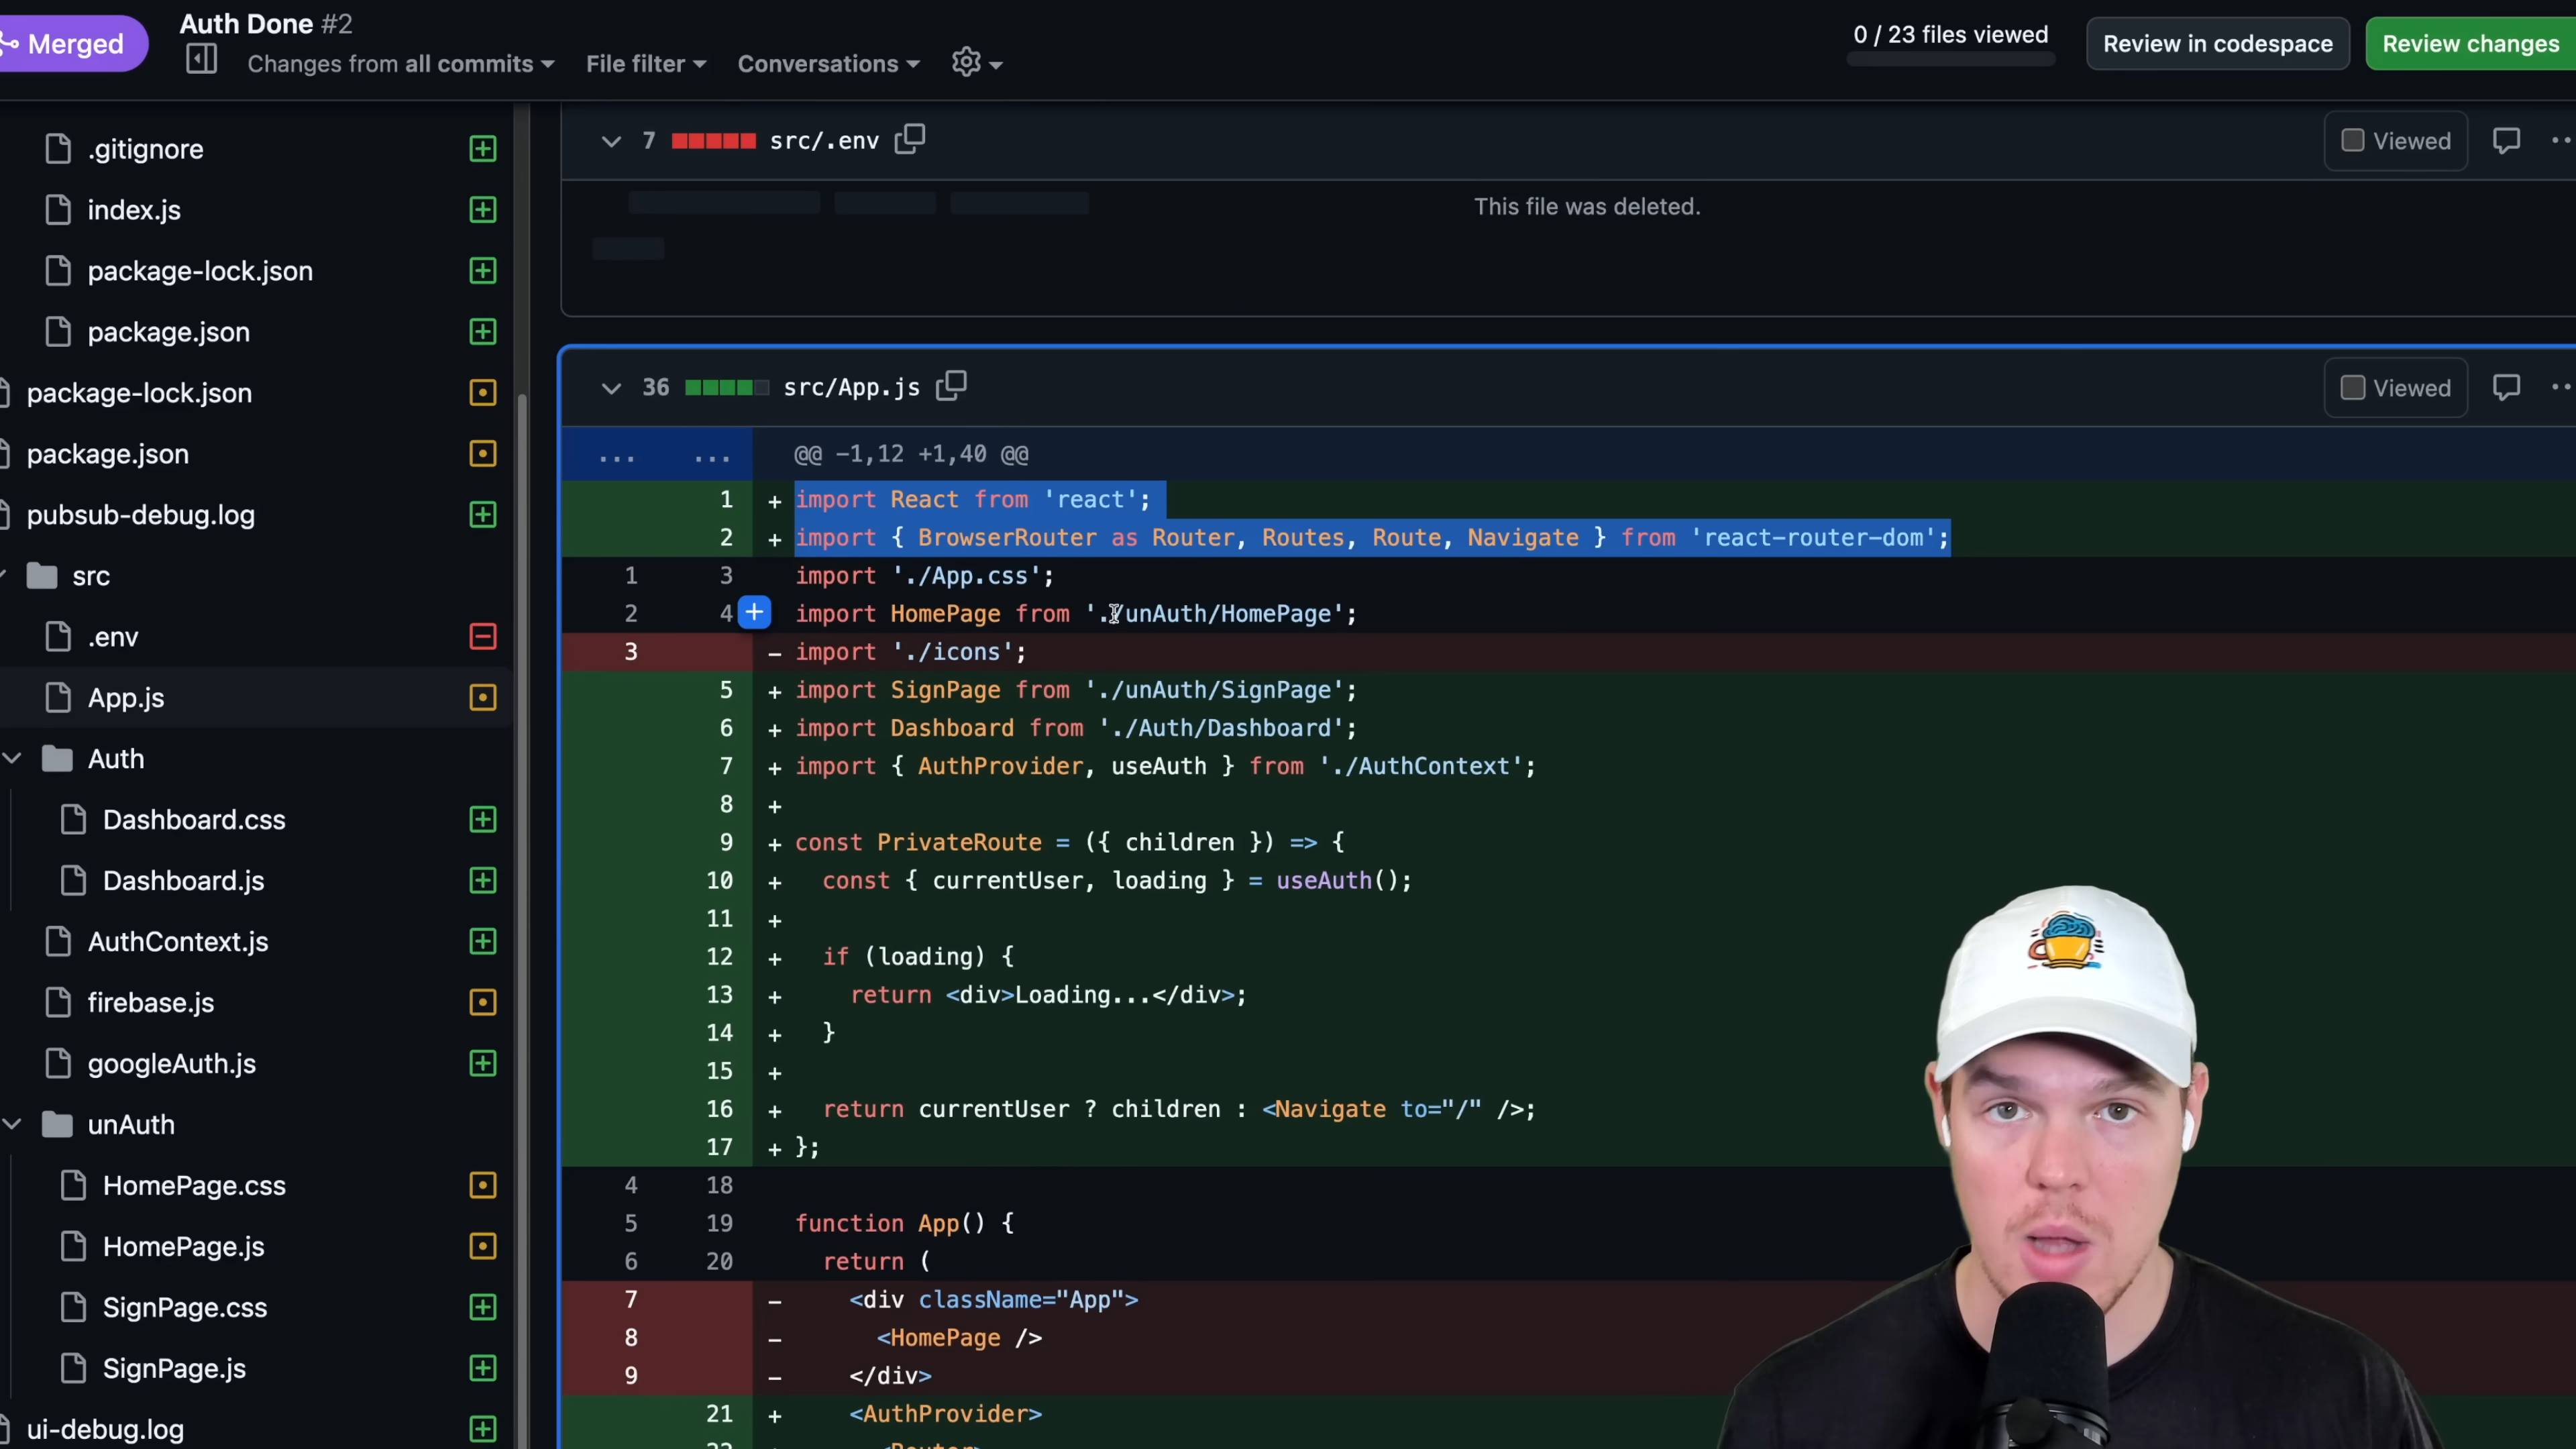 Merged
Auth Done #2
Changes from all commits
File filter
Conversations
0 / 23 files viewed
Review in codespace
Review changes
.gitignore
index.js
package-lock.json
package.json
package-lock.json
package.json
pubsub-debug.log
src
.env
App.js
Auth
Dashboard.css
Dashboard.js
AuthContext.js
firebase.js
googleAuth.js
unAuth
HomePage.css
HomePage.js
SignPage.css
SignPage.js
ui-debug.log
7 src/.env
Viewed
This file was deleted.
36 src/App.js
Viewed
... ... @@ -1,12 +1,40 @@
1 + import React from 'react';
2 + import { BrowserRouter as Router, Routes, Route, Navigate } from 'react-router-dom';
1 3 import './App.css';
2 4 import HomePage from './unAuth/HomePage';
3 - import './icons';
5 + import SignPage from './unAuth/SignPage';
6 + import Dashboard from './Auth/Dashboard';
7 + import { AuthProvider, useAuth } from './AuthContext';
8 +
9 + const PrivateRoute = ({ children }) => {
10 + const { currentUser, loading } = useAuth();
11 +
12 + if (loading) {
13 + return <div>Loading...</div>;
14 + }
15 +
16 + return currentUser ? children : <Navigate to="/" />;
17 + };
4 18
5 19 function App() {
6 20 return (
7 - <div className="App">
8 - <HomePage />
9 - </div>
21 + <AuthProvider>